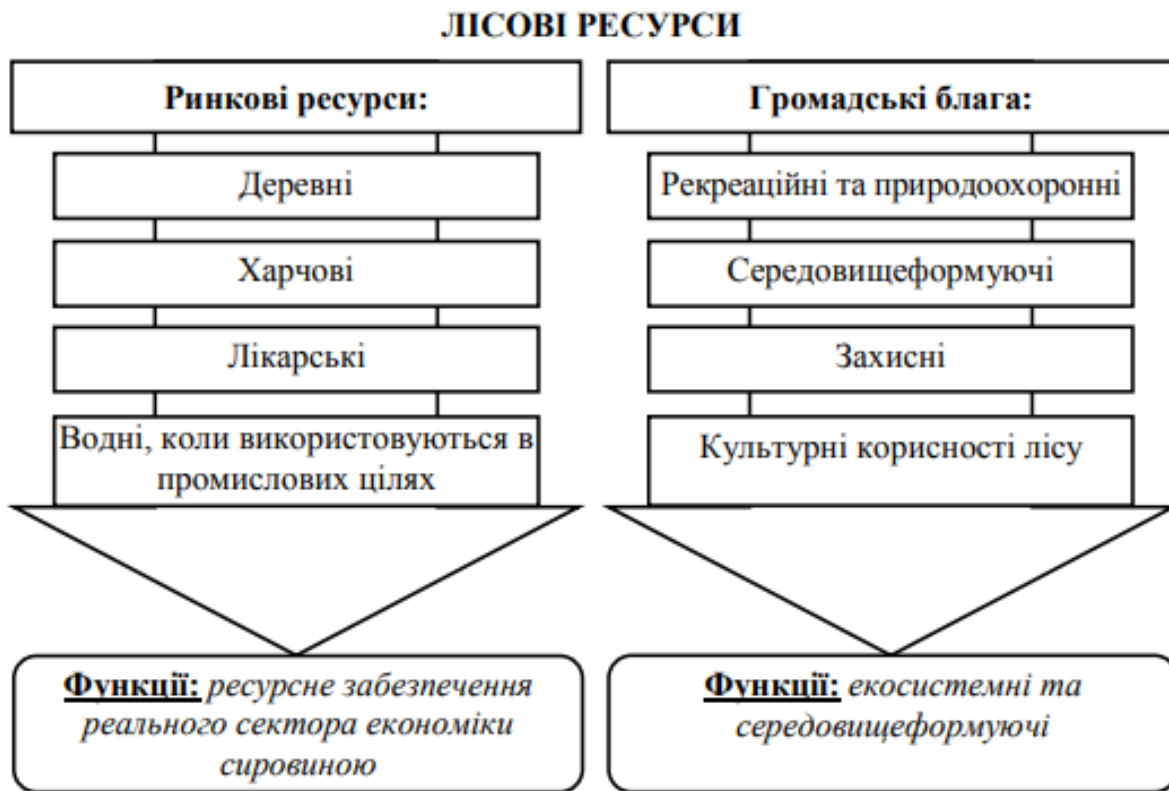 ЛІСОВІ РЕСУРСИ
Ринкові ресурси:
Деревні
Харчові
Лікарські
Водні, коли використовуються в
промислових цілях
Функції: ресурсне забезпечення
реального сектора економіки
сировиною
Громадські блага:
Рекреаційні та природоохоронні
Середовищеформуючі
Захисні
Культурні корисності лісу
Функції: екосистемні та
середовищеформуючі